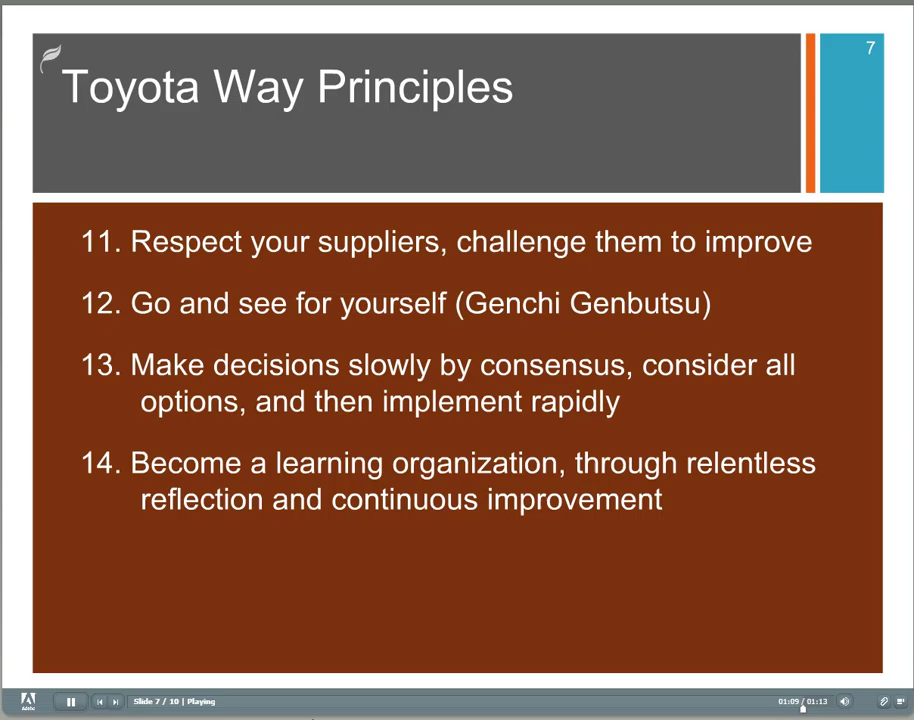 7
Toyota Way Principles
11. Respect your suppliers, challenge them to improve
12. Go and see for yourself (Genchi Genbutsu)
13. Make decisions slowly by consensus, consider all
options, and then implement rapidly
14. Become a learning organization, through relentless
reflection and continuous improvement
Adobe
Slide 7 / 10 | Playing
01:09 / 01:13